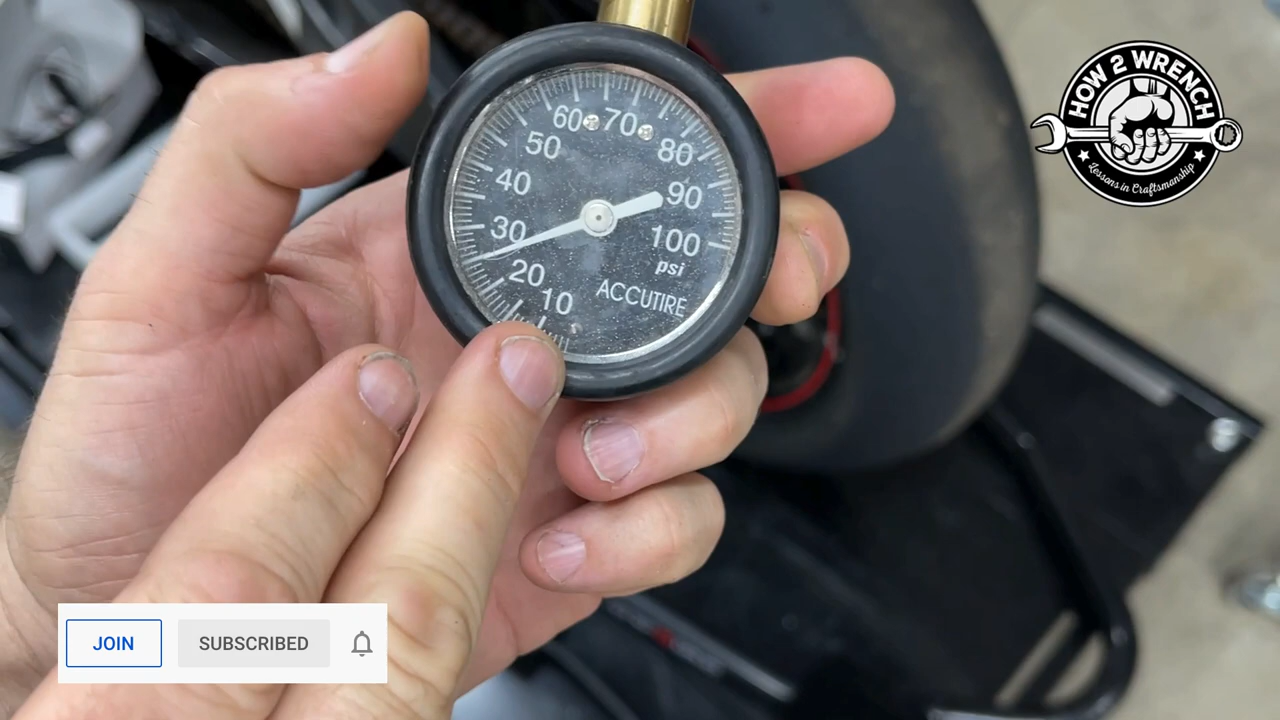 HOW 2 WRENCH
Lessons in Craftsmanship
60 70
50 80
40 90
30 100
20 psi
10 ACCUTIRE
JOIN SUBSCRIBED